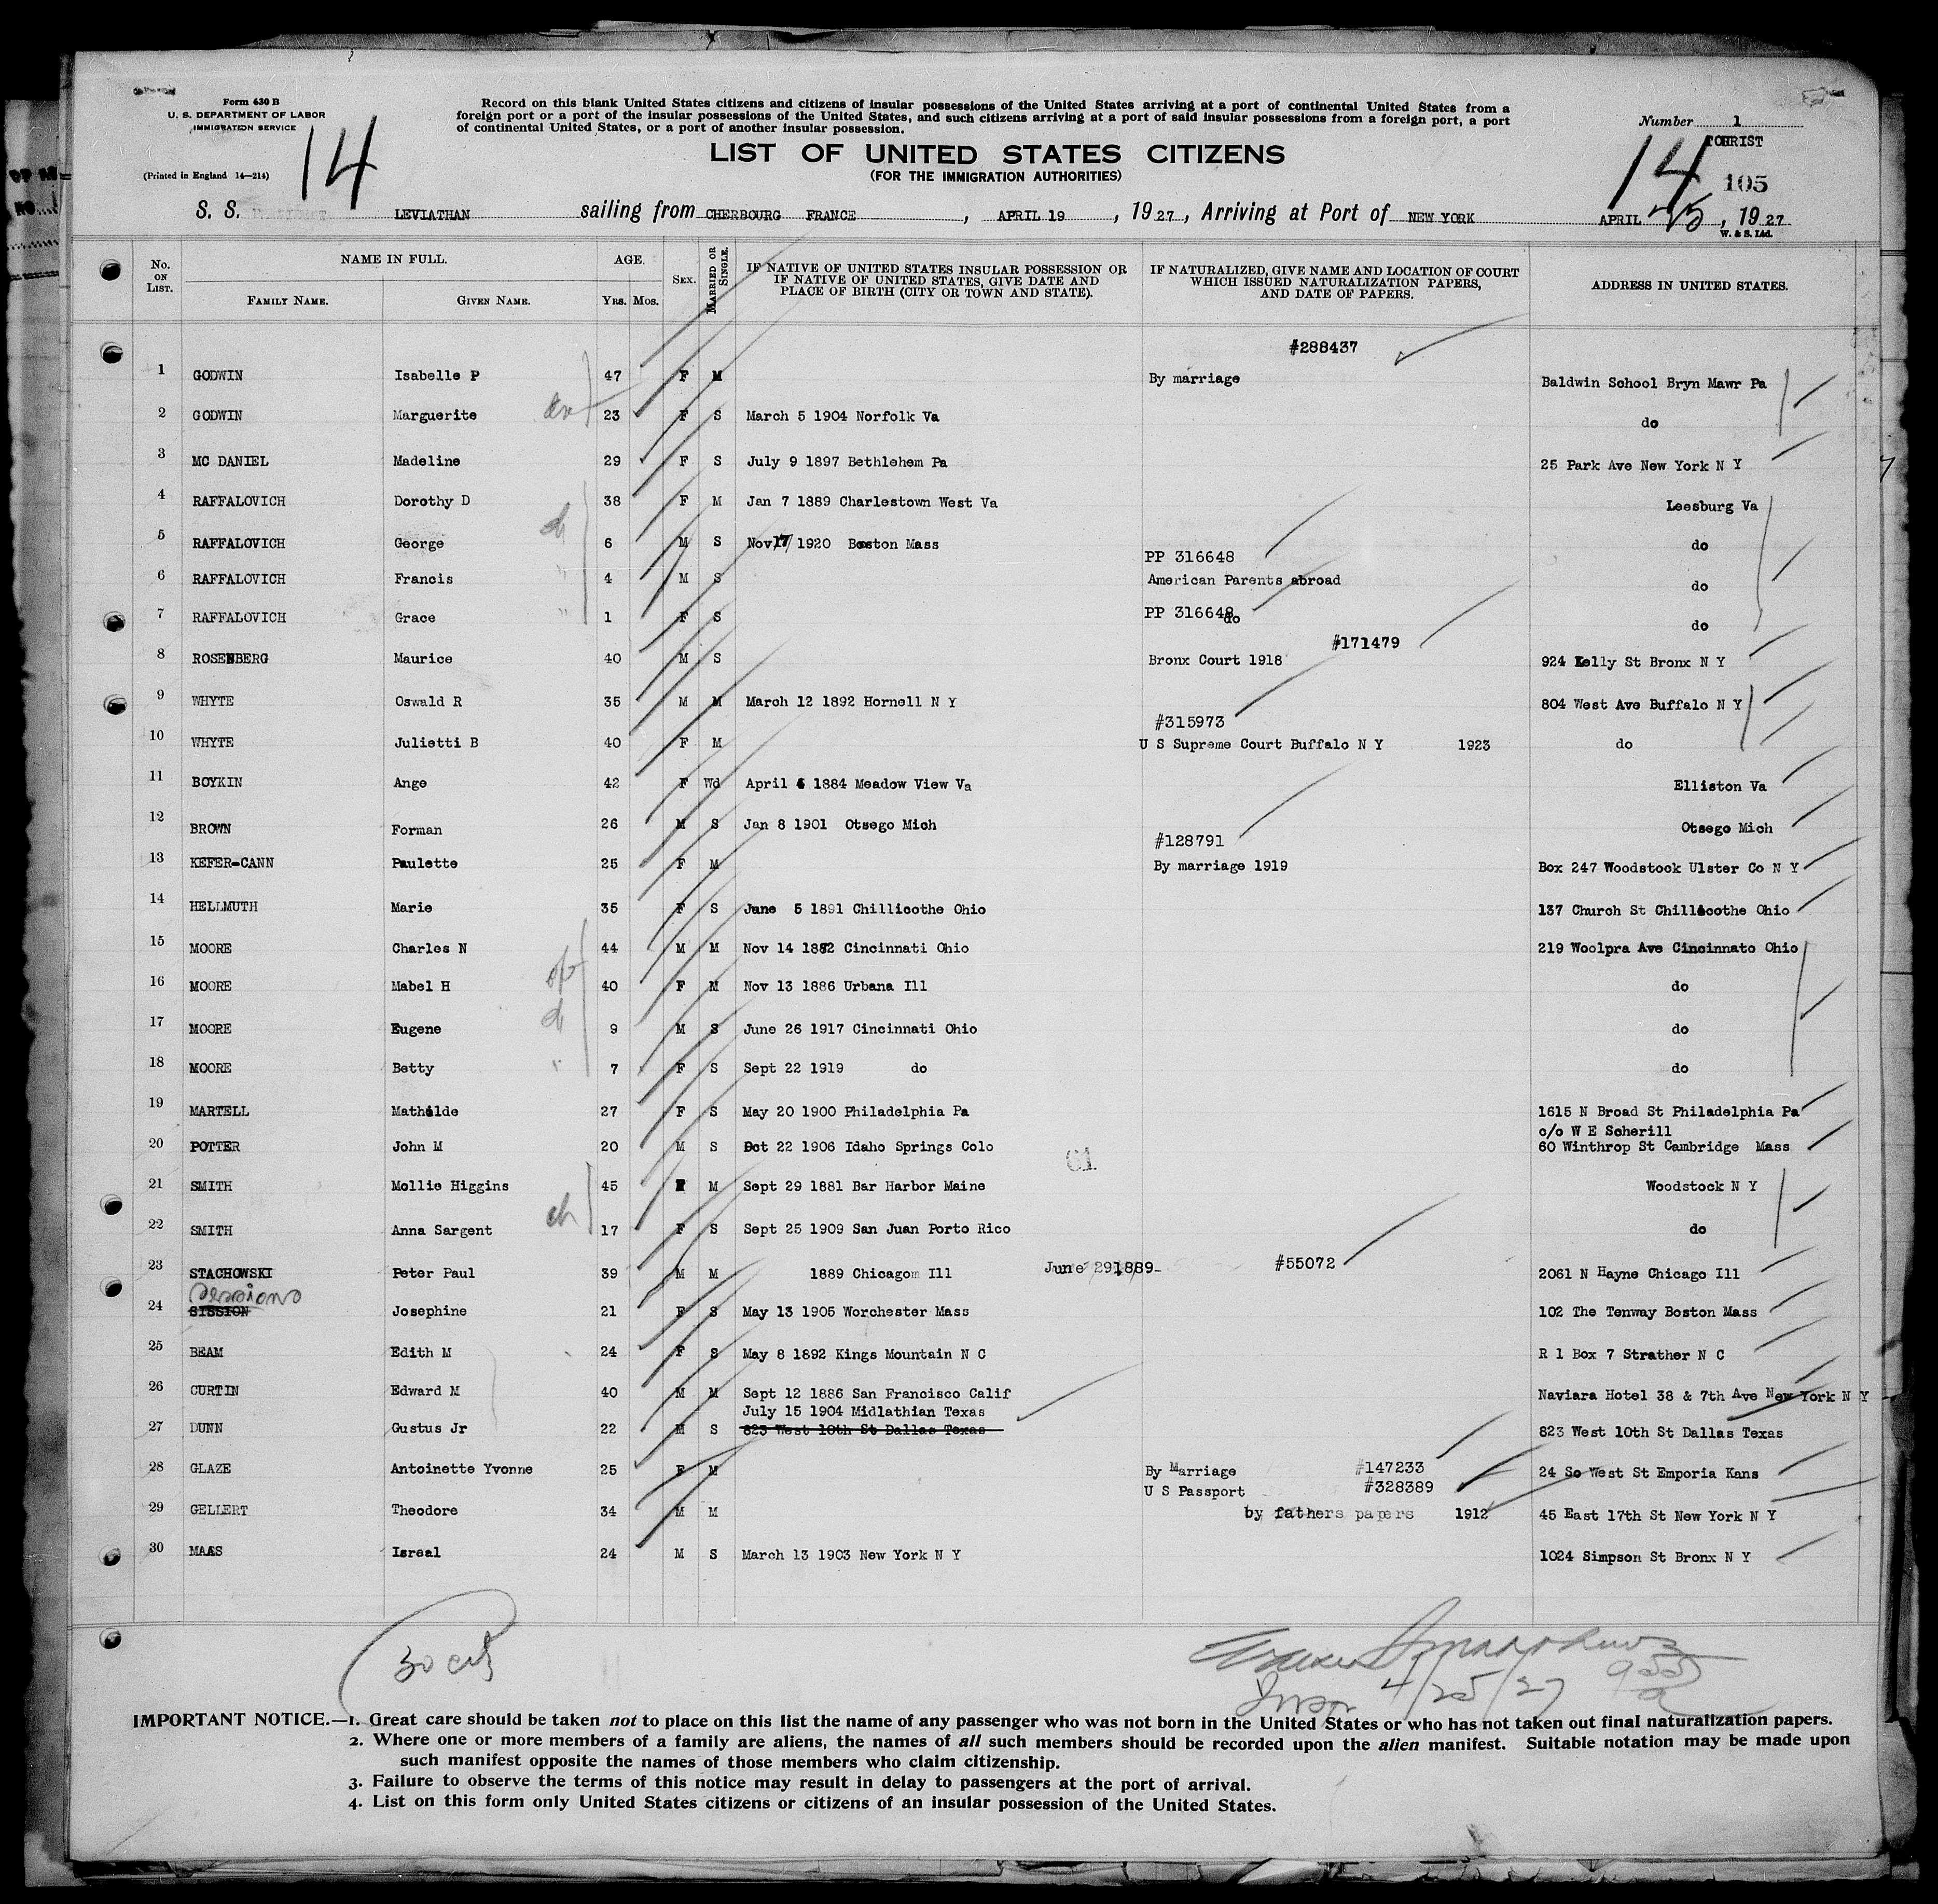 Form 630 B
U. S. DEPARTMENT OF LABOR
IMMIGRATION SERVICE
(Printed in England 14—214)
14
Record on this blank United States citizens and citizens of insular possessions of the United States arriving at a port of continental United States from a
foreign port or a port of the insular possessions of the United States, and such citizens arriving at a port of said insular possessions from a foreign port, a port
of continental United States, or a port of another insular possession.
Number 1
TOURIST
14
105
LIST OF UNITED STATES CITIZENS
(FOR THE IMMIGRATION AUTHORITIES)
S. S. LEVIATHAN sailing from CHERBOURG FRANCE, APRIL 19, 1927, Arriving at Port of NEW YORK APRIL 25, 1927
W. & S. Ltd.
No. ON LIST. NAME IN FULL. AGE. SEX. MARRIED OR SINGLE. IF NATIVE OF UNITED STATES INSULAR POSSESSION OR IF NATIVE OF UNITED STATES, GIVE DATE AND PLACE OF BIRTH (CITY OR TOWN AND STATE). IF NATURALIZED, GIVE NAME AND LOCATION OF COURT WHICH ISSUED NATURALIZATION PAPERS, AND DATE OF PAPERS. ADDRESS IN UNITED STATES.
FAMILY NAME. GIVEN NAME. YRS. MOS.
#288437
1 GODWIN Isabelle P 47 F M By marriage Baldwin School Bryn Mawr Pa
2 GODWIN Marguerite 23 F S March 5 1904 Norfolk Va do
3 MC DANIEL Madeline 29 F S July 9 1897 Bethlehem Pa 25 Park Ave New York N Y
4 RAFFALOVICH Dorothy D 38 F M Jan 7 1889 Charlestown West Va Leesburg Va
5 RAFFALOVICH George 6 M S Nov 17 1920 Boston Mass do
PP 316648
6 RAFFALOVICH Francis 4 M S American Parents abroad do
7 RAFFALOVICH Grace 1 F S PP 316648 do do
#171479
8 ROSENBERG Maurice 40 M S Bronx Court 1918 924 Kelly St Bronx N Y
9 WHYTE Oswald R 35 M M March 12 1892 Hornell N Y 804 West Ave Buffalo N Y
#315973
10 WHYTE Julietti B 40 F M U S Supreme Court Buffalo N Y 1923 do
11 BOYKIN Ange 42 F Wd April 6 1884 Meadow View Va Elliston Va
12 BROWN Forman 26 M S Jan 8 1901 Otsego Mich Otsego Mich
#128791
13 KEFER-CANN Paulette 25 F M By marriage 1919 Box 247 Woodstock Ulster Co N Y
14 HELLMUTH Marie 35 F S June 5 1891 Chillicothe Ohio 137 Church St Chillicothe Ohio
15 MOORE Charles N 44 M M Nov 14 1882 Cincinnati Ohio 219 Woolpra Ave Cincinnato Ohio
16 MOORE Mabel H 40 F M Nov 13 1886 Urbana Ill do
17 MOORE Eugene 9 M S June 26 1917 Cincinnati Ohio do
18 MOORE Betty 7 F S Sept 22 1919 do do
19 MARTELL Mathilde 27 F S May 20 1900 Philadelphia Pa 1615 N Broad St Philadelphia Pa
c/o W E Scherill
20 POTTER John M 20 M S Oct 22 1906 Idaho Springs Colo 60 Winthrop St Cambridge Mass
61
21 SMITH Mollie Higgins 45 F M Sept 29 1881 Bar Harbor Maine Woodstock N Y
22 SMITH Anna Sargent 17 F S Sept 25 1909 San Juan Porto Rico do
23 STACHOWSKI Peter Paul 39 M M 1889 Chicago Ill June 29 1889 #55072 2061 N Hayne Chicago Ill
Sessions
24 SISSION Josephine 21 F S May 13 1905 Worchester Mass 102 The Tenway Boston Mass
25 BEAM Edith M 24 F S May 8 1892 Kings Mountain N C R 1 Box 7 Strather N C
26 CURTIN Edward M 40 M M Sept 12 1886 San Francisco Calif Naviara Hotel 38 & 7th Ave New York N Y
July 15 1904 Midlathian Texas
27 DUNN Gustus Jr 22 M S 823 West 10th St Dallas Texas 823 West 10th St Dallas Texas
28 GLAZE Antoinette Yvonne 25 F M By Marriage #147233 24 So West St Emporia Kans
U S Passport #328389
29 GELLERT Theodore 34 M M by fathers papers 1912 45 East 17th St New York N Y
30 MAAS Isreal 24 M S March 13 1903 New York N Y 1024 Simpson St Bronx N Y
30 cit
Insp 4/25/27
IMPORTANT NOTICE.—1. Great care should be taken not to place on this list the name of any passenger who was not born in the United States or who has not taken out final naturalization papers.
2. Where one or more members of a family are aliens, the names of all such members should be recorded upon the alien manifest. Suitable notation may be made upon
such manifest opposite the names of those members who claim citizenship.
3. Failure to observe the terms of this notice may result in delay to passengers at the port of arrival.
4. List on this form only United States citizens or citizens of an insular possession of the United States.